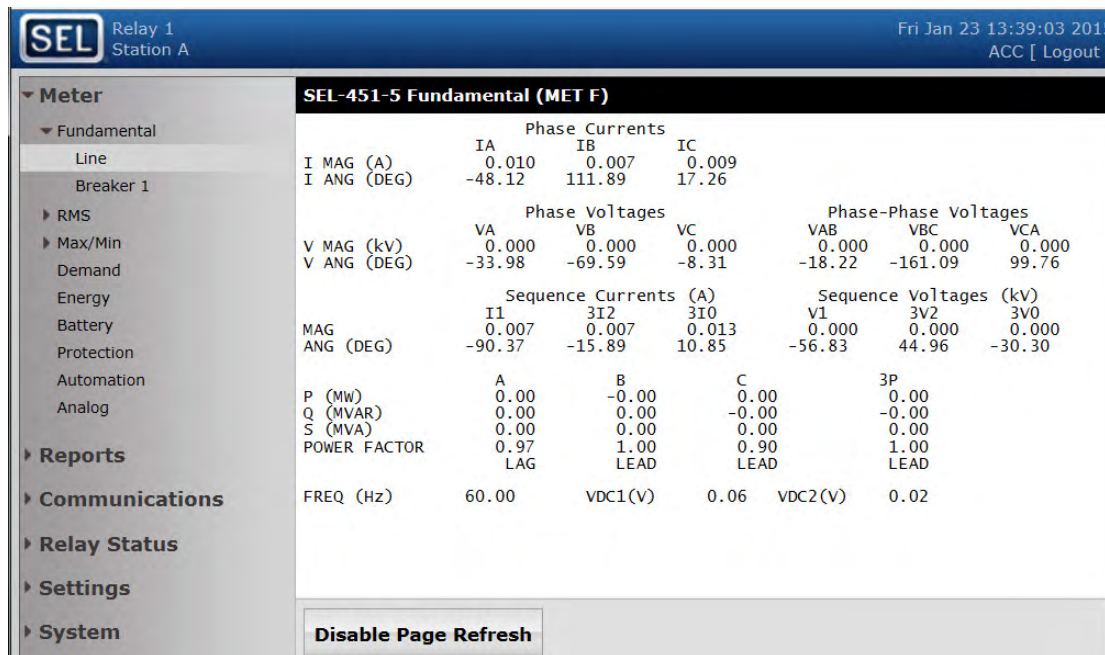 SEL Relay 1
Station A
Fri Jan 23 13:39:03 201
ACC [ Logout
Meter
Fundamental
Line
Breaker 1
RMS
Max/Min
Demand
Energy
Battery
Protection
Automation
Analog
Reports
Communications
Relay Status
Settings
System
SEL-451-5 Fundamental (MET F)
Phase Currents
IA IB IC
I MAG (A) 0.010 0.007 0.009
I ANG (DEG) -48.12 111.89 17.26
Phase Voltages Phase-Phase Voltages
VA VB VC VAB VBC VCA
V MAG (kV) 0.000 0.000 0.000 0.000 0.000 0.000
V ANG (DEG) -33.98 -69.59 -8.31 -18.22 -161.09 99.76
Sequence Currents (A) Sequence Voltages (kV)
I1 3I2 3I0 V1 3V2 3V0
MAG 0.007 0.007 0.013 0.000 0.000 0.000
ANG (DEG) -90.37 -15.89 10.85 -56.83 44.96 -30.30
A B C 3P
P (MW) 0.00 -0.00 0.00 0.00
Q (MVAR) 0.00 0.00 -0.00 -0.00
S (MVA) 0.00 0.00 0.00 0.00
POWER FACTOR 0.97 1.00 0.90 1.00
LAG LEAD LEAD LEAD
FREQ (Hz) 60.00 VDC1(V) 0.06 VDC2(V) 0.02
Disable Page Refresh